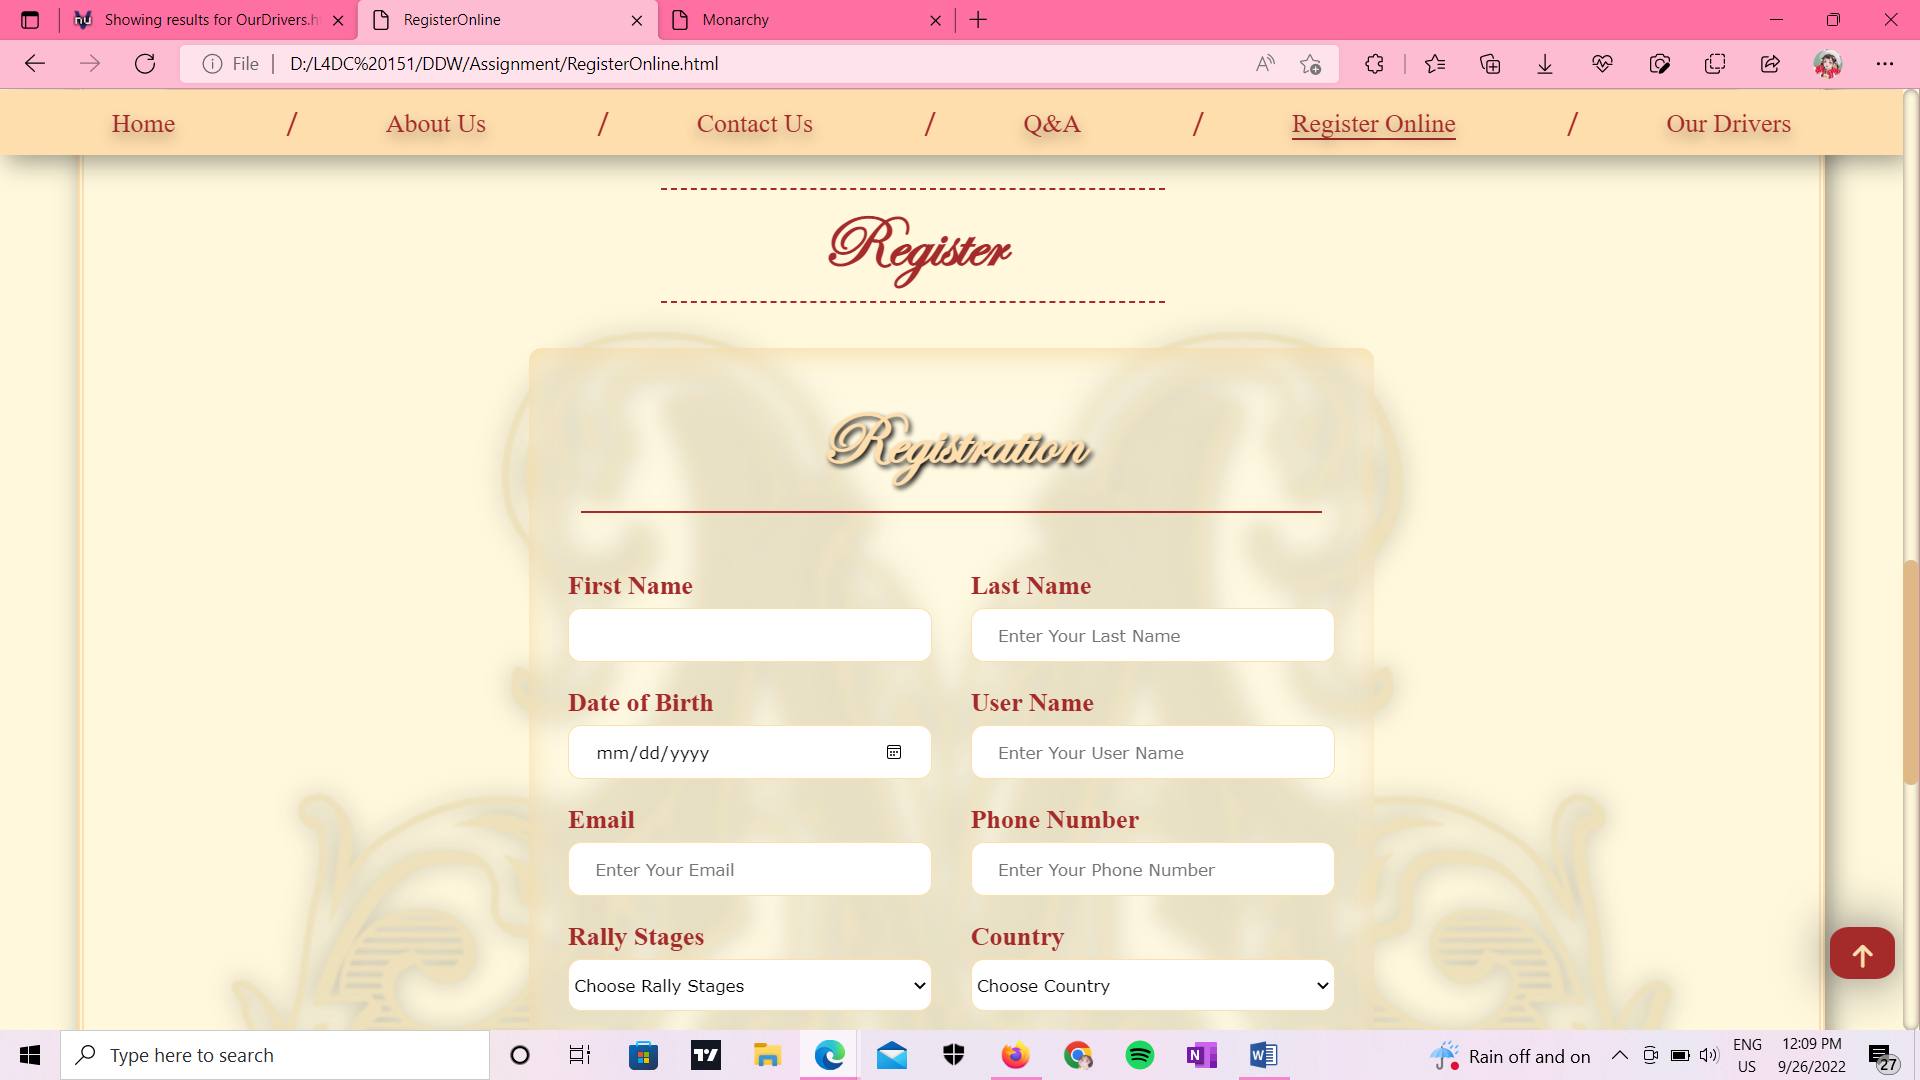 Showing results for OurDrivers.h
RegisterOnline
Monarchy
File
D:/L4DC%20151/DDW/Assignment/RegisterOnline.html
Home / About Us / Contact Us / Q&A / Register Online / Our Drivers
Register
Registration
First Name
Last Name
Enter Your Last Name
Date of Birth
User Name
mm/dd/yyyy
Enter Your User Name
Email
Phone Number
Enter Your Email
Enter Your Phone Number
Rally Stages
Country
Choose Rally Stages
Choose Country
Type here to search
Rain off and on
ENG
US
12:09 PM
9/26/2022
27